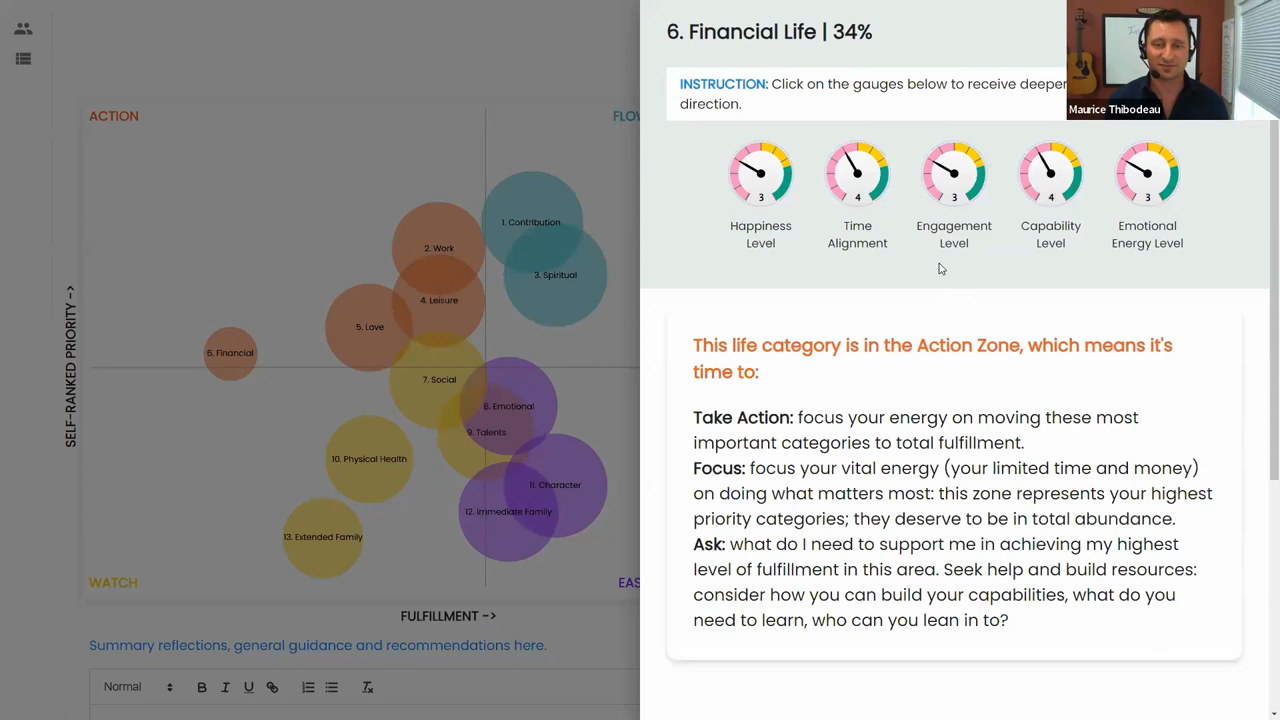 ACTION
FLOW
1. Contribution
2. Work
3. Spiritual
4. Leisure
5. Love
6. Financial
7. Social
8. Emotional
9. Talents
10. Physical Health
11. Character
12. Immediate Family
13. Extended Family
WATCH
EAS
SELF-RANKED PRIORITY ->
FULFILLMENT ->
Summary reflections, general guidance and recommendations here.
Normal
B I U
6. Financial Life | 34%
INSTRUCTION: Click on the gauges below to receive deeper
direction.
Maurice Thibodeau
3 4 3 4 3
Happiness Level
Time Alignment
Engagement Level
Capability Level
Emotional Energy Level
This life category is in the Action Zone, which means it's
time to:
Take Action: focus your energy on moving these most
important categories to total fulfillment.
Focus: focus your vital energy (your limited time and money)
on doing what matters most: this zone represents your highest
priority categories; they deserve to be in total abundance.
Ask: what do I need to support me in achieving my highest
level of fulfillment in this area. Seek help and build resources:
consider how you can build your capabilities, what do you
need to learn, who can you lean in to?